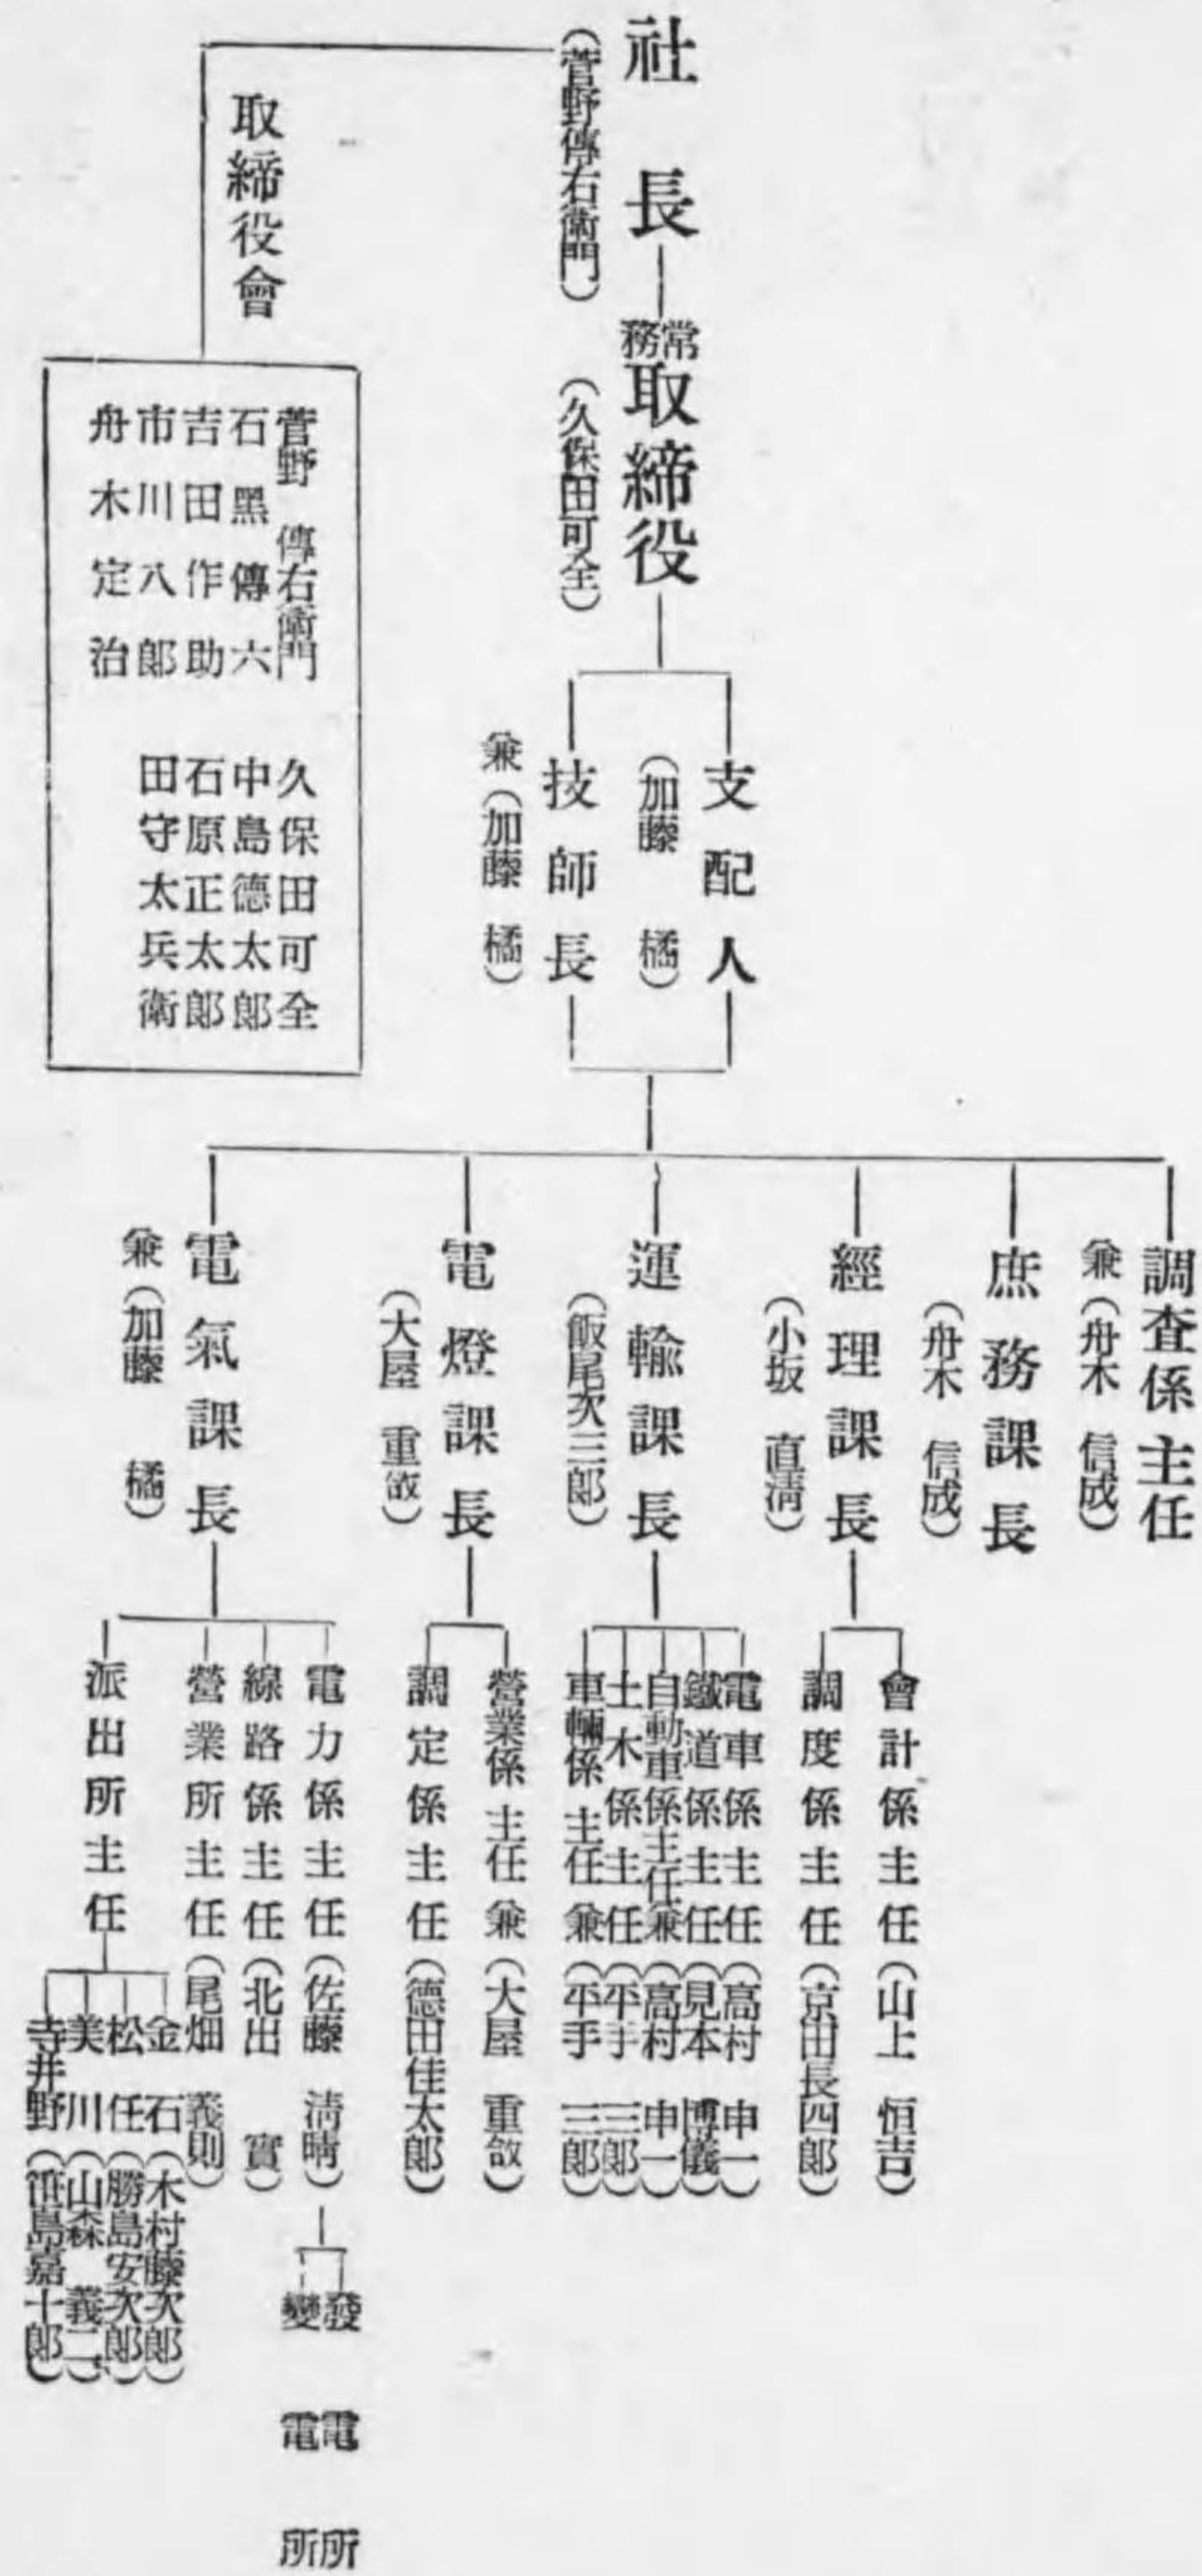 社長
（菅野傳右衞門）
常務取締役
（久保田可全）
取締役會
菅野傳右衞門
久保田可全
石黑傳六
中島德太郎
吉田作助
石原正太郎
市川八郎
田守太兵衞
舟木定治
支配人
（加藤　橘）
技師長
兼（加藤　橘）
調査係主任
兼（舟木　信成）
庶務課長
（舟木　信成）
經理課長
（小坂　直淸）
會計係主任（山上　恒吉）
調度係主任（京田長四郎）
運輸課長
（飯尾次三郎）
電車係主任（高村　申一）
鐵道係主任（見本　博儀）
自動車係主任兼（高村　申一）
土木係主任（平手　三郎）
車輛係主任兼（平手　三郎）
電燈課長
（大屋　重敬）
營業係主任兼（大屋　重敬）
調定係主任（德田佳太郎）
電氣課長
兼（加藤　橘）
電力係主任（佐藤　淸晴）
發電所
變電所
線路係主任（北出　實）
營業所主任（尾畑　義則）
派出所主任
金石（木村藤次郎）
松任（勝島安次郎）
美川（山森　義二）
寺井野（笹島嘉十郎）